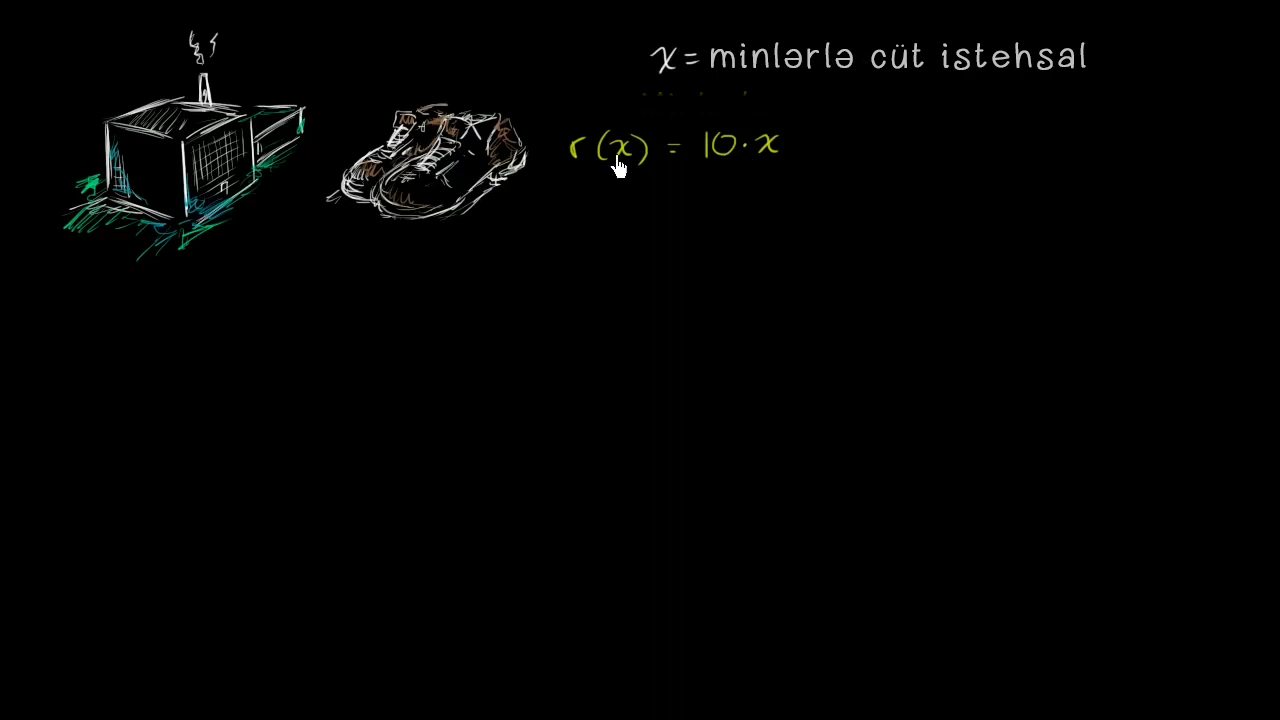 x = minlərlə cüt istehsal
r(x) = 10·x